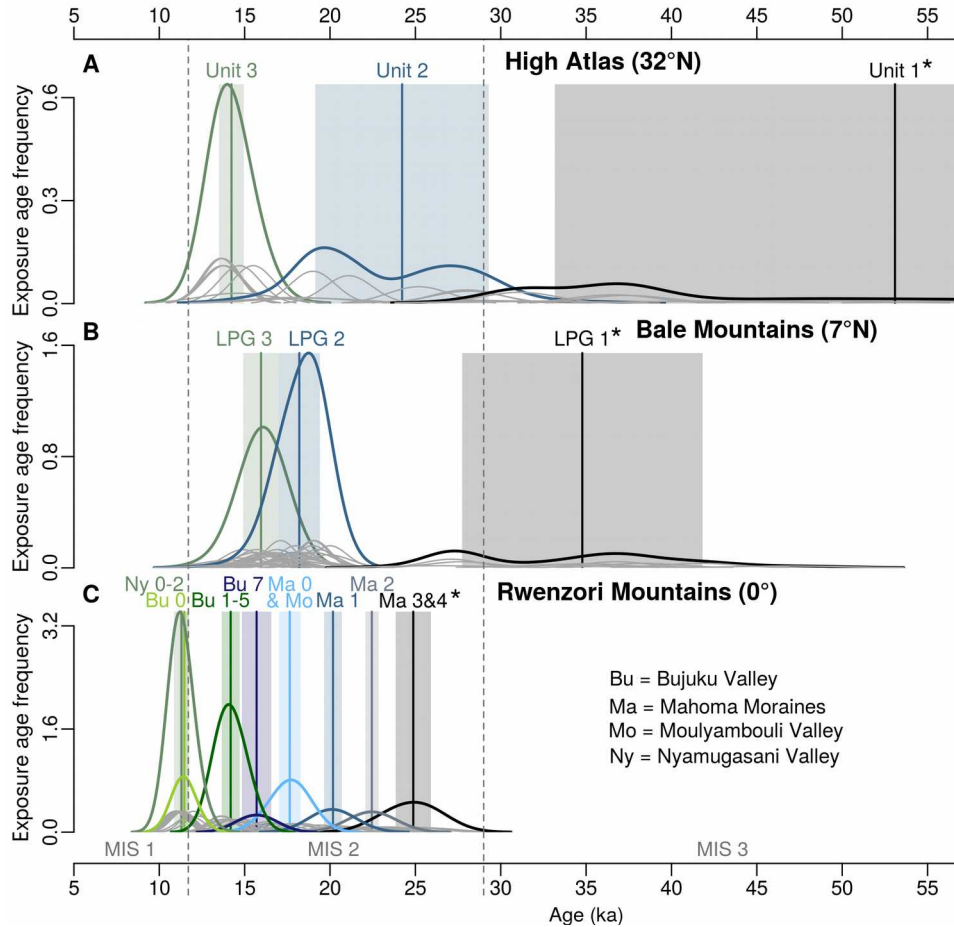 5 10 15 20 25 30 35 40 45 50 55
A
High Atlas (32°N)
Unit 3
Unit 2
Unit 1*
Exposure age frequency
0.6
0.3
0.0
B
Bale Mountains (7°N)
LPG 3
LPG 2
LPG 1*
Exposure age frequency
1.6
0.8
0.0
C
Rwenzori Mountains (0°)
Ny 0-2
Bu 0
Bu 1-5
Bu 7
Ma 0
& Mo
Ma 1
Ma 2
Ma 3&4*
Exposure age frequency
3.2
1.6
0.0
Bu = Bujuku Valley
Ma = Mahoma Moraines
Mo = Moulyambouli Valley
Ny = Nyamugasani Valley
MIS 1
MIS 2
MIS 3
5 10 15 20 25 30 35 40 45 50 55
Age (ka)